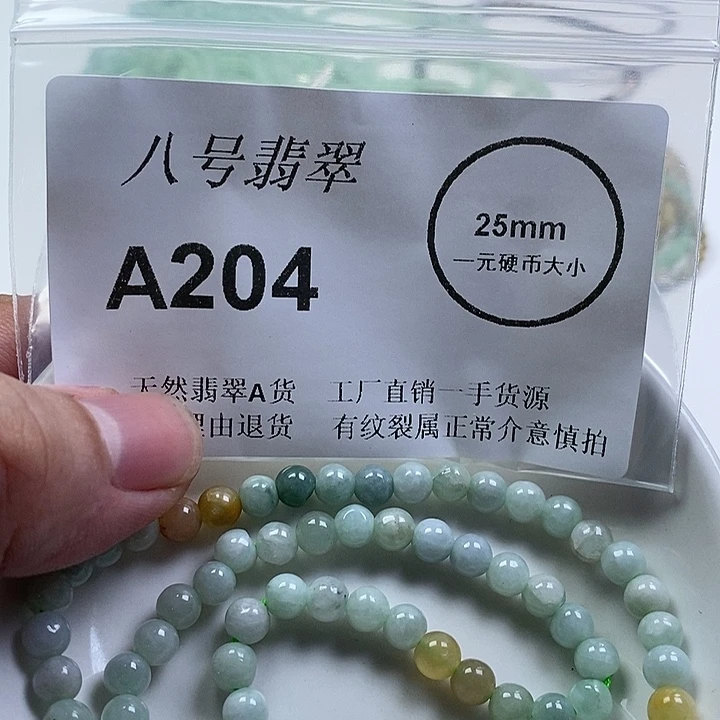 八号翡翠
A204
25mm
一元硬币大小
天然翡翠A货 工厂直销一手货源
理由退货 有纹裂属正常介意慎拍